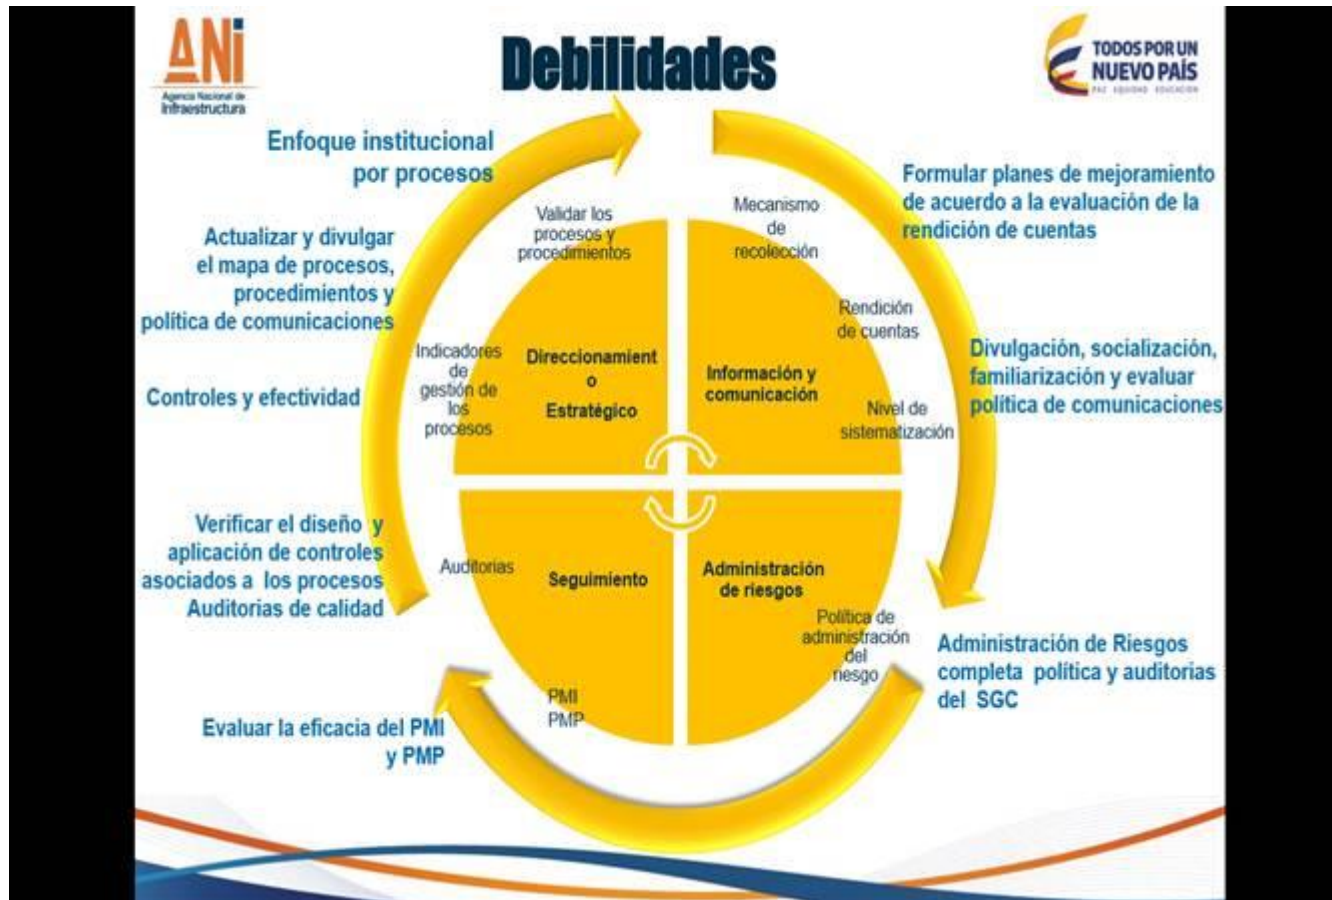 ANi
Agencia Nacional de
Infraestructura
Debilidades
TODOS POR UN
NUEVO PAÍS
PAZ EQUIDAD EDUCACIÓN
Enfoque institucional
por procesos
Actualizar y divulgar
el mapa de procesos,
procedimientos y
política de comunicaciones
Controles y efectividad
Verificar el diseño y
aplicación de controles
asociados a los procesos
Auditorias de calidad
Evaluar la eficacia del PMI
y PMP
Validar los
procesos y
procedimientos
Indicadores
de
gestión de
los
procesos
Direccionamient
o
Estratégico
Mecanismo
de
recolección
Rendición
de cuentas
Nivel de
sistematización
Información y
comunicación
Auditorias
Seguimiento
PMI
PMP
Administración
de riesgos
Política de
administración
del
riesgo
Formular planes de mejoramiento
de acuerdo a la evaluación de la
rendición de cuentas
Divulgación, socialización,
familiarización y evaluar
política de comunicaciones
Administración de Riesgos
completa política y auditorias
del SGC